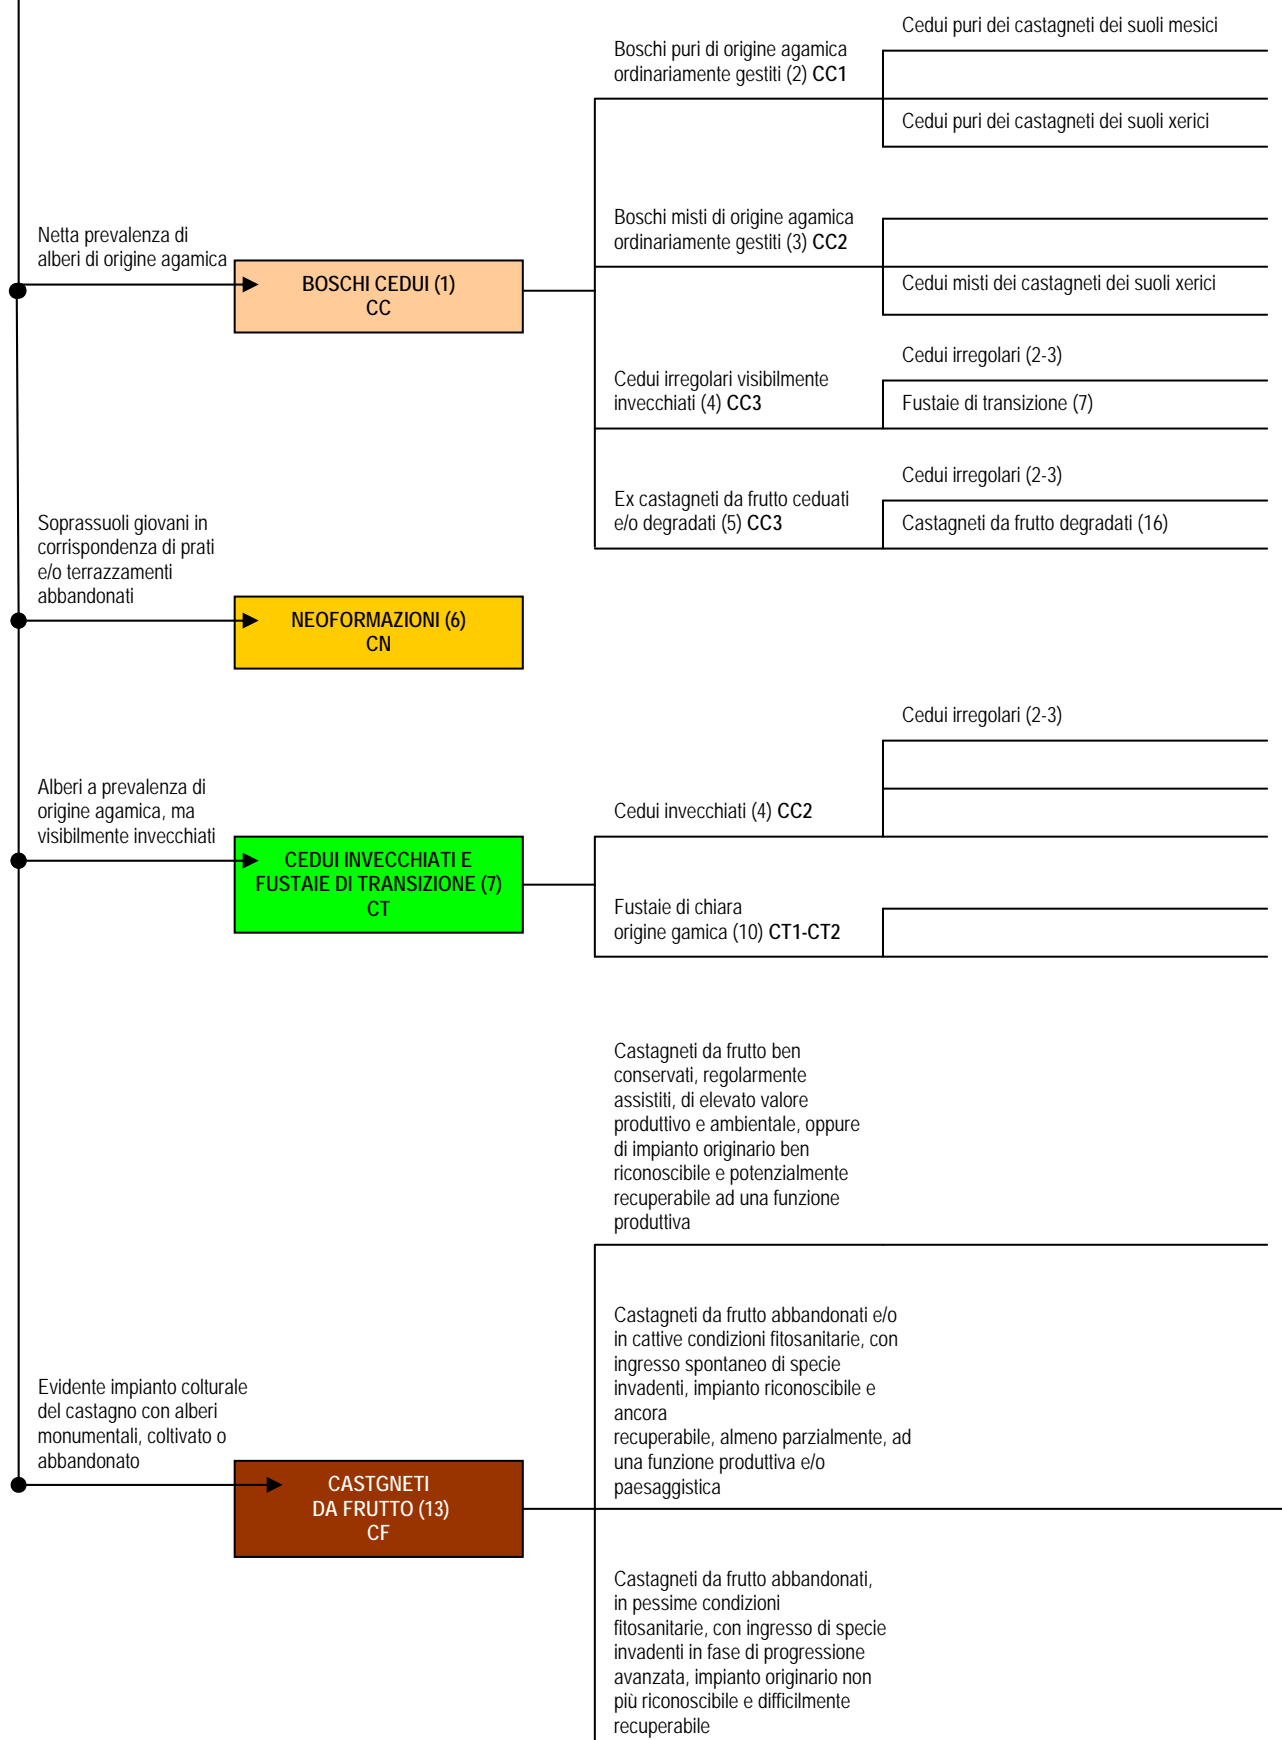 Cedui puri dei castagneti dei suoli mesici
Boschi puri di origine agamica
ordinariamente gestiti (2) CC1
Cedui puri dei castagneti dei suoli xerici
Boschi misti di origine agamica
ordinariamente gestiti (3) CC2
Netta prevalenza di
alberi di origine agamica
BOSCHI CEDUI (1)
CC
Cedui misti dei castagneti dei suoli xerici
Cedui irregolari (2-3)
Cedui irregolari visibilmente
invecchiati (4) CC3
Fustaie di transizione (7)
Cedui irregolari (2-3)
Ex castagneti da frutto ceduati
e/o degradati (5) CC3
Castagneti da frutto degradati (16)
Soprassuoli giovani in
corrispondenza di prati
e/o terrazzamenti
abbandonati
NEOFORMAZIONI (6)
CN
Cedui irregolari (2-3)
Alberi a prevalenza di
origine agamica, ma
visibilmente invecchiati
Cedui invecchiati (4) CC2
CEDUI INVECCHIATI E
FUSTAIE DI TRANSIZIONE (7)
CT
Fustaie di chiara
origine gamica (10) CT1-CT2
Castagneti da frutto ben
conservati, regolarmente
assistiti, di elevato valore
produttivo e ambientale, oppure
di impianto originario ben
riconoscibile e potenzialmente
recuperabile ad una funzione
produttiva
Castagneti da frutto abbandonati e/o
in cattive condizioni fitosanitarie, con
ingresso spontaneo di specie
invadenti, impianto riconoscibile e
ancora
recuperabile, almeno parzialmente, ad
una funzione produttiva e/o
paesaggistica
Evidente impianto colturale
del castagno con alberi
monumentali, coltivato o
abbandonato
CASTGNETI
DA FRUTTO (13)
CF
Castagneti da frutto abbandonati,
in pessime condizioni
fitosanitarie, con ingresso di specie
invadenti in fase di progressione
avanzata, impianto originario non
più riconoscibile e difficilmente
recuperabile